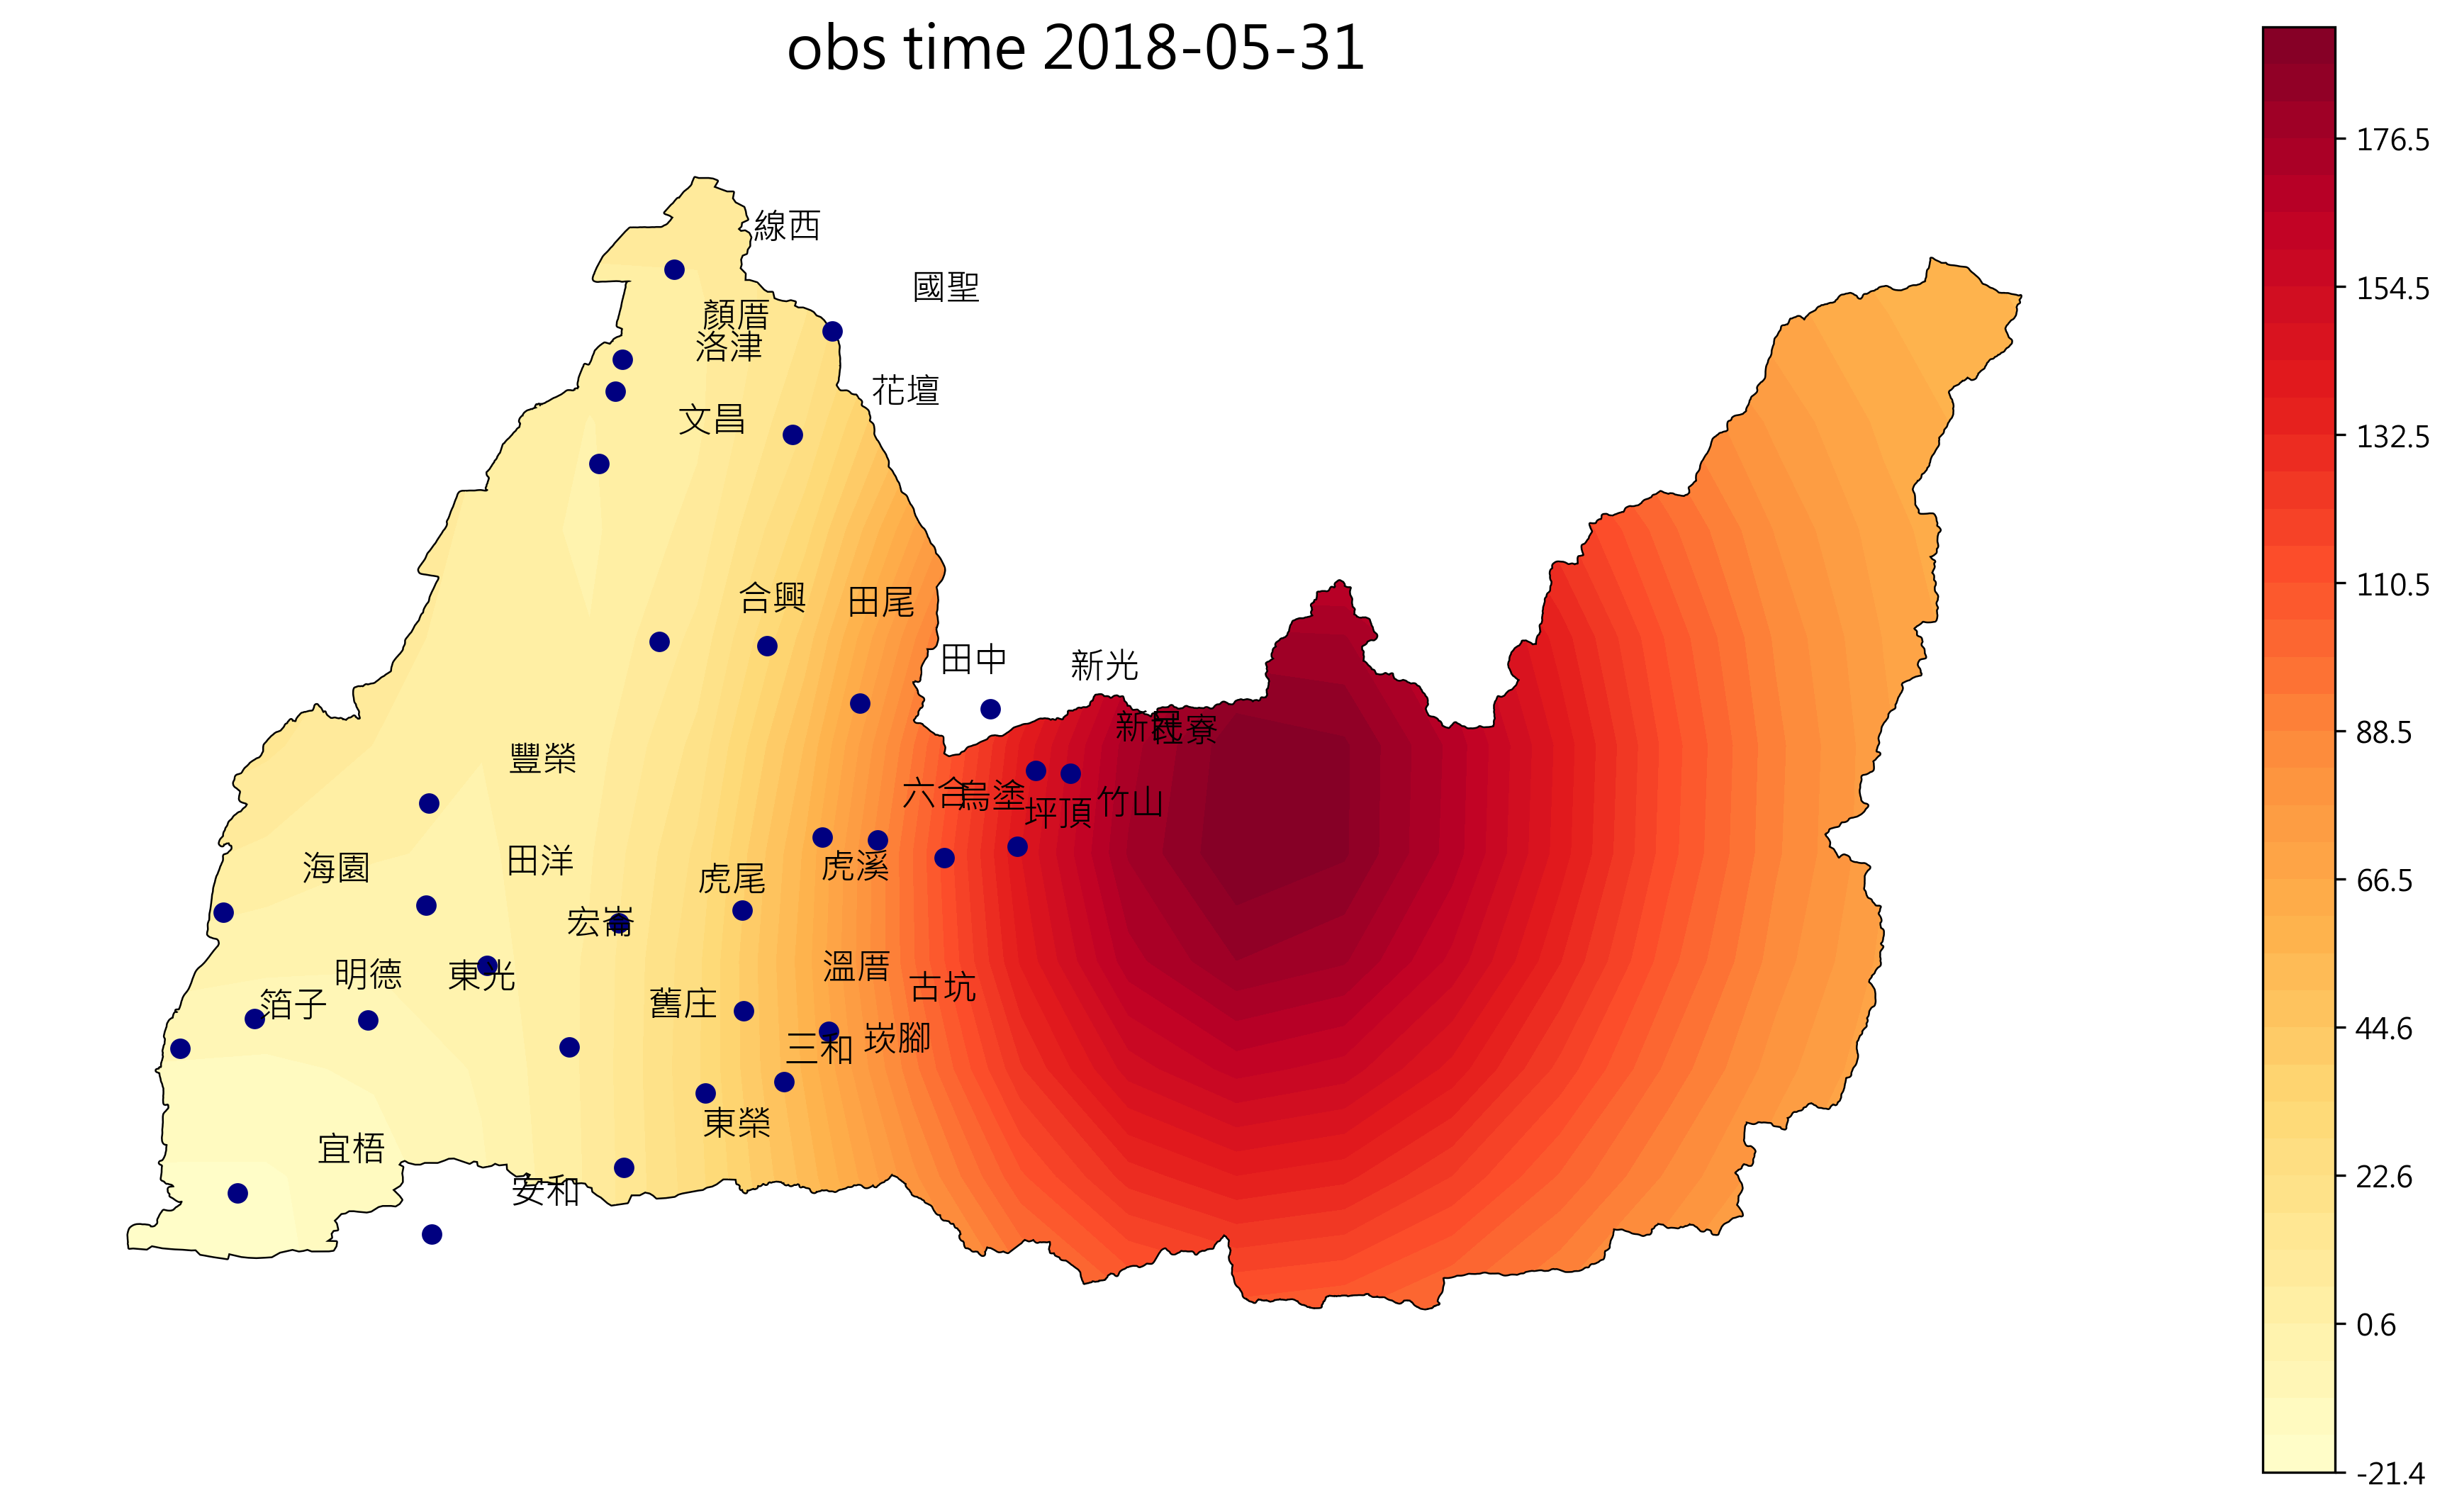 obs time 2018-05-31
線西
國聖
顏厝
洛津
花壇
文昌
合興
田尾
田中
新光
新民
社寮
豐榮
六合
烏塗
坪頂
竹山
海園
田洋
虎尾
虎溪
宏崙
明德
東光
溫厝
古坑
箔子
舊庄
三和
崁腳
東榮
宜梧
安和
176.5
154.5
132.5
110.5
88.5
66.5
44.6
22.6
0.6
-21.4